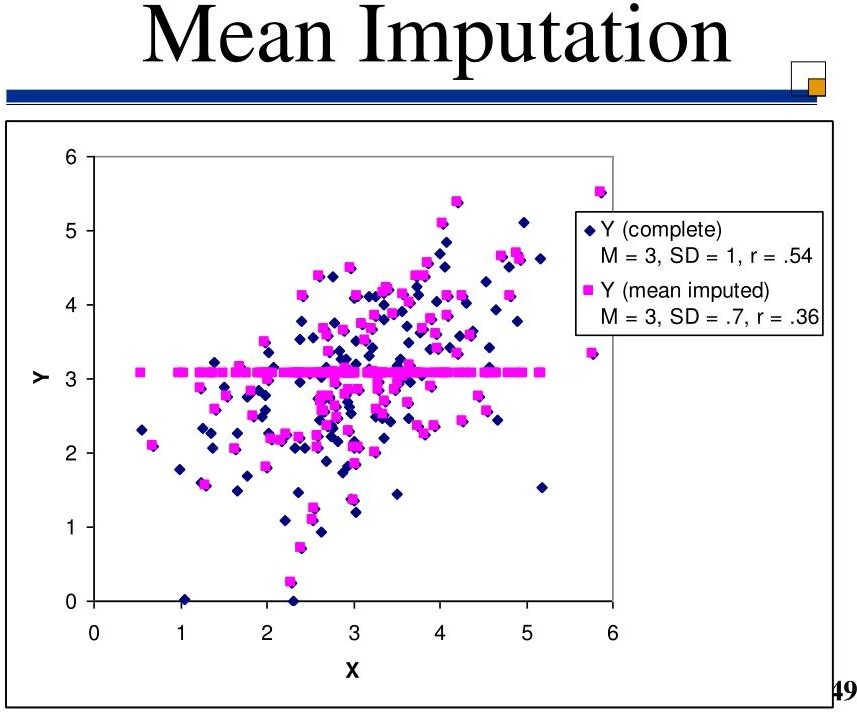 Mean Imputation
6
5
4
3
2
1
0
Y
0 1 2 3 4 5 6
X
Y (complete)
M = 3, SD = 1, r = .54
Y (mean imputed)
M = 3, SD = .7, r = .36
49